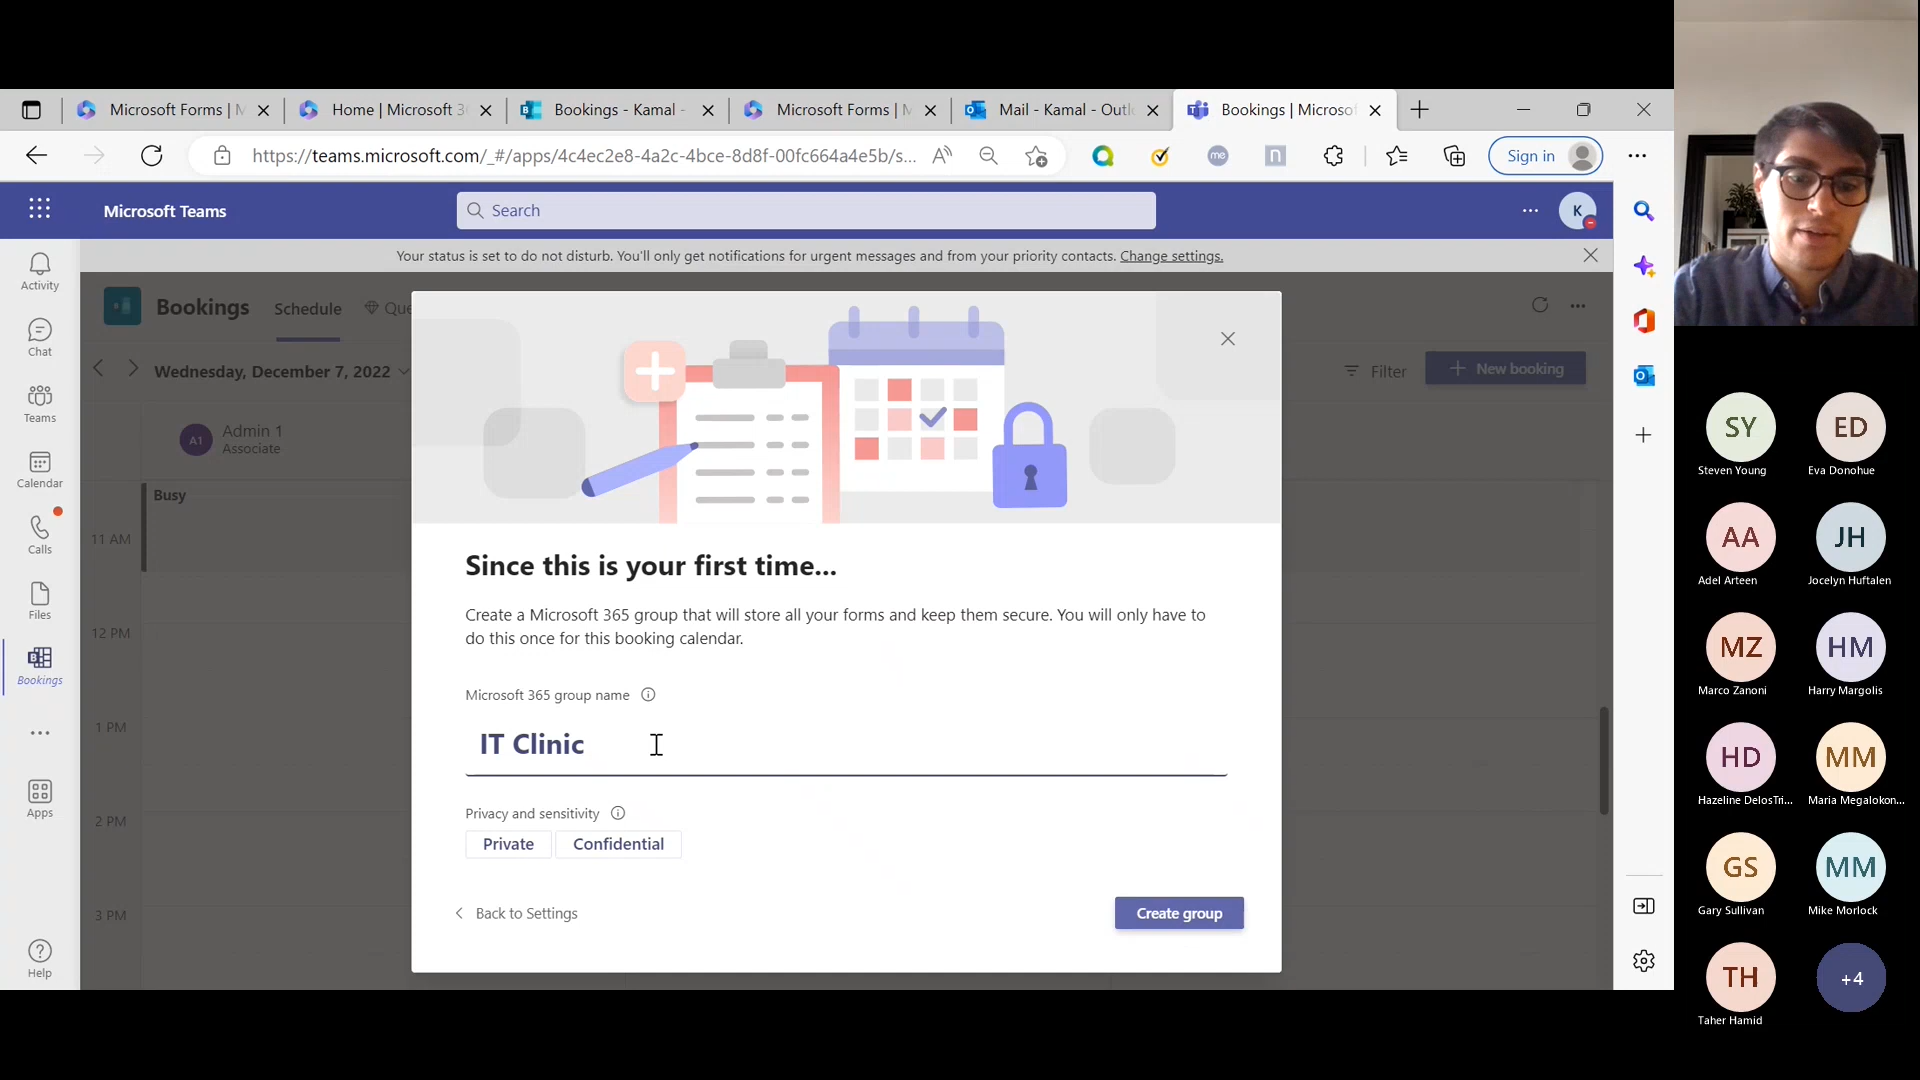 Microsoft Forms | M
Home | Microsoft 3
Bookings - Kamal -
Microsoft Forms | M
Mail - Kamal - Outl
Bookings | Microsof
https://teams.microsoft.com/_#/apps/4c4ec2e8-4a2c-4bce-8d8f-00fc664a4e5b/s...
Sign in
Microsoft Teams
Search
K
Your status is set to do not disturb. You'll only get notifications for urgent messages and from your priority contacts. Change settings.
Activity
Chat
Teams
Calendar
Calls
Files
Bookings
Apps
Help
Bookings
Schedule
Que
Wednesday, December 7, 2022
Filter
New booking
A1
Admin 1
Associate
Busy
11 AM
12 PM
1 PM
2 PM
3 PM
Since this is your first time...
Create a Microsoft 365 group that will store all your forms and keep them secure. You will only have to
do this once for this booking calendar.
Microsoft 365 group name
IT Clinic
Privacy and sensitivity
Private
Confidential
Back to Settings
Create group
SY
Steven Young
ED
Eva Donohue
AA
Adel Arteen
JH
Jocelyn Huftalen
MZ
Marco Zanoni
HM
Harry Margolis
HD
Hazeline DelosTri...
MM
Maria Megalokon...
GS
Gary Sullivan
MM
Mike Morlock
TH
Taher Hamid
+4